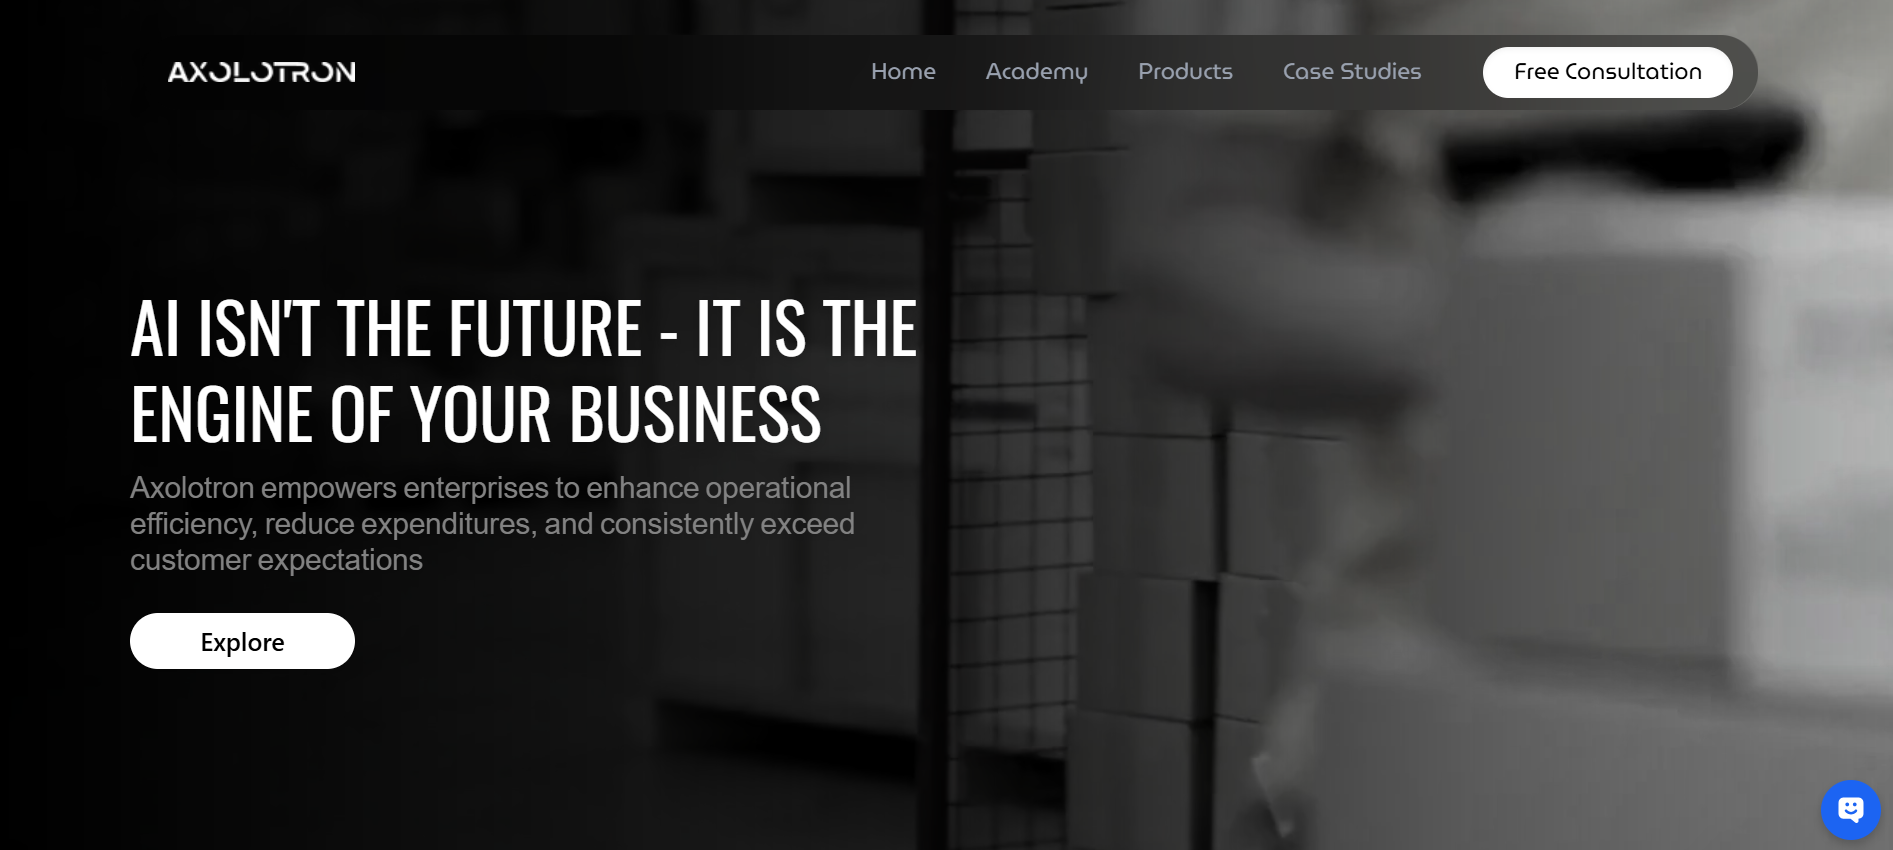 AXOLOTRON
Home
Academy
Products
Case Studies
Free Consultation
AI ISN'T THE FUTURE - IT IS THE
ENGINE OF YOUR BUSINESS
Axolotron empowers enterprises to enhance operational
efficiency, reduce expenditures, and consistently exceed
customer expectations
Explore